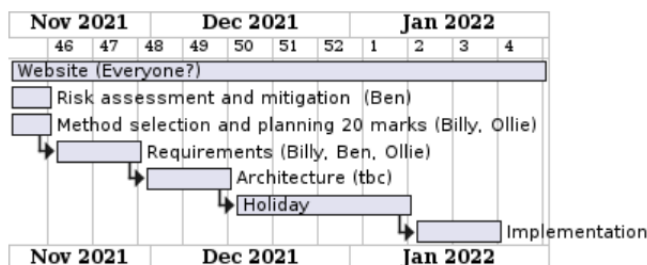 Nov 2021 Dec 2021 Jan 2022
46 47 48 49 50 51 52 1 2 3 4
Website (Everyone?)
Risk assessment and mitigation (Ben)
Method selection and planning 20 marks (Billy, Ollie)
Requirements (Billy, Ben, Ollie)
Architecture (tbc)
Holiday
Implementation
Nov 2021 Dec 2021 Jan 2022